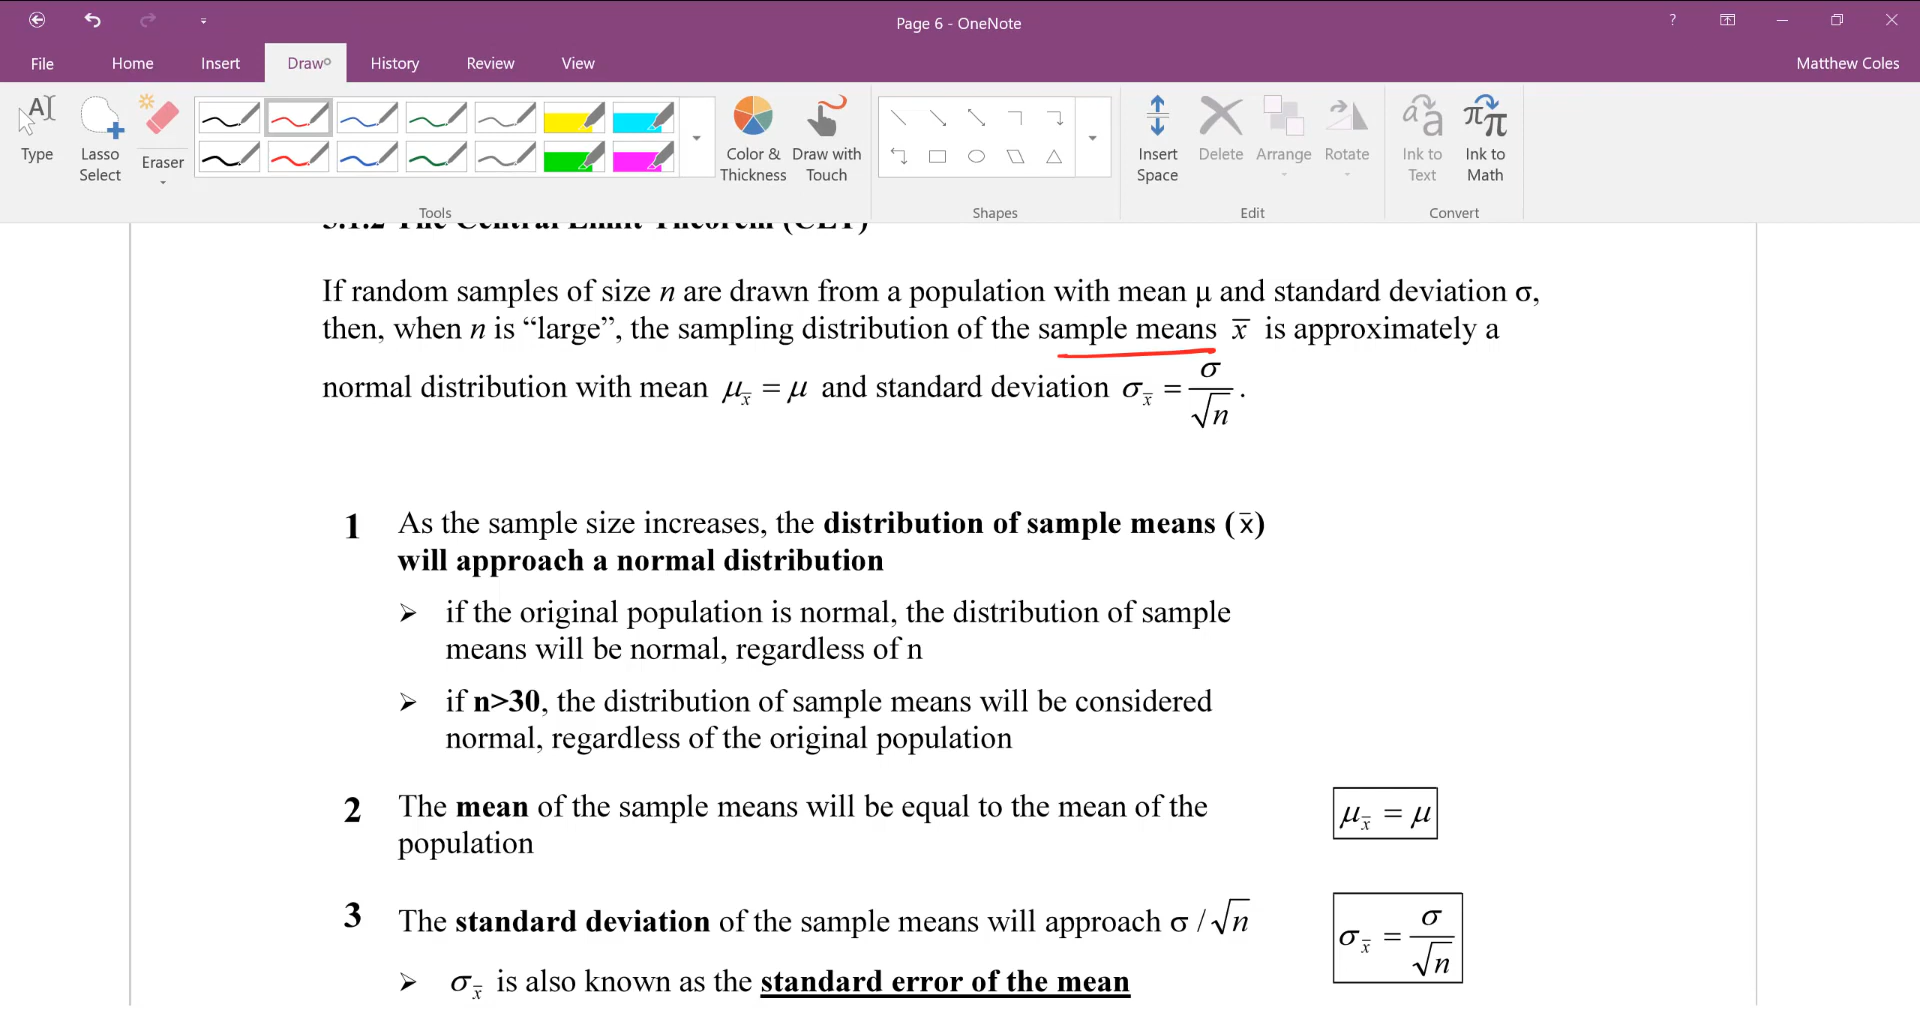 Page 6 - OneNote
?
File Home Insert Draw History Review View Matthew Coles
Type
Lasso Select
Eraser
Color & Thickness
Draw with Touch
Insert Space
Delete
Arrange
Rotate
Ink to Text
Ink to Math
Tools Shapes Edit Convert
3.1.2 The Central Limit Theorem (CLT)
If random samples of size n are drawn from a population with mean μ and standard deviation σ,
then, when n is “large”, the sampling distribution of the sample means x̅ is approximately a
normal distribution with mean μx̅ = μ and standard deviation σx̅ = σ/√n .
1 As the sample size increases, the distribution of sample means (x̅)
will approach a normal distribution
➢ if the original population is normal, the distribution of sample
means will be normal, regardless of n
➢ if n>30, the distribution of sample means will be considered
normal, regardless of the original population
2 The mean of the sample means will be equal to the mean of the
population
μx̅ = μ
3 The standard deviation of the sample means will approach σ /√n
σx̅ = σ/√n
➢ σx̅ is also known as the standard error of the mean